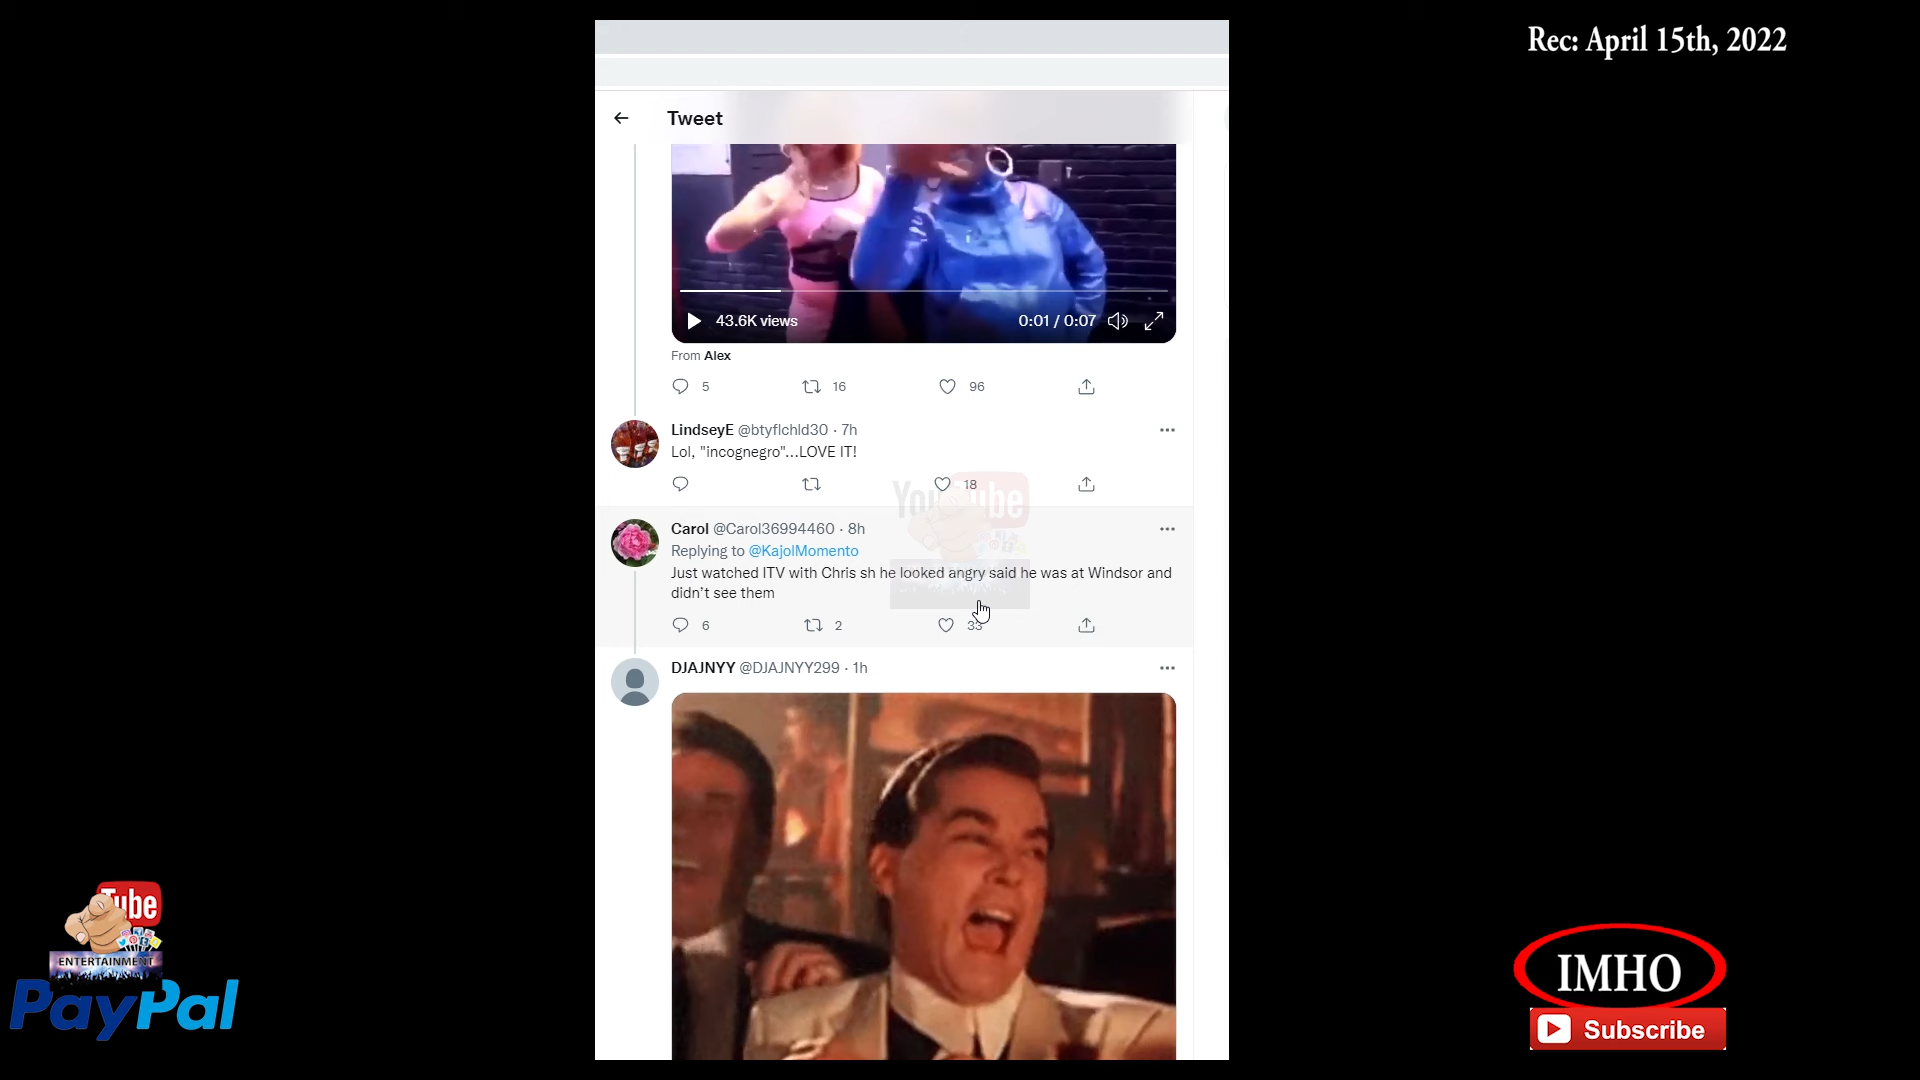 Rec: April 15th, 2022
Tweet
43.6K views
0:01 / 0:07
From Alex
5 16 96
LindseyE @btyflchld30 · 7h
Lol, "incognegro"...LOVE IT!
18
YouTube
Carol @Carol36994460 · 8h
Replying to @KajolMomento
Just watched ITV with Chris sh he looked angry said he was at Windsor and
didn't see them
6 2 33
DJAJNYY @DJAJNYY299 · 1h
Tube
ENTERTAINMENT
PayPal
IMHO
Subscribe